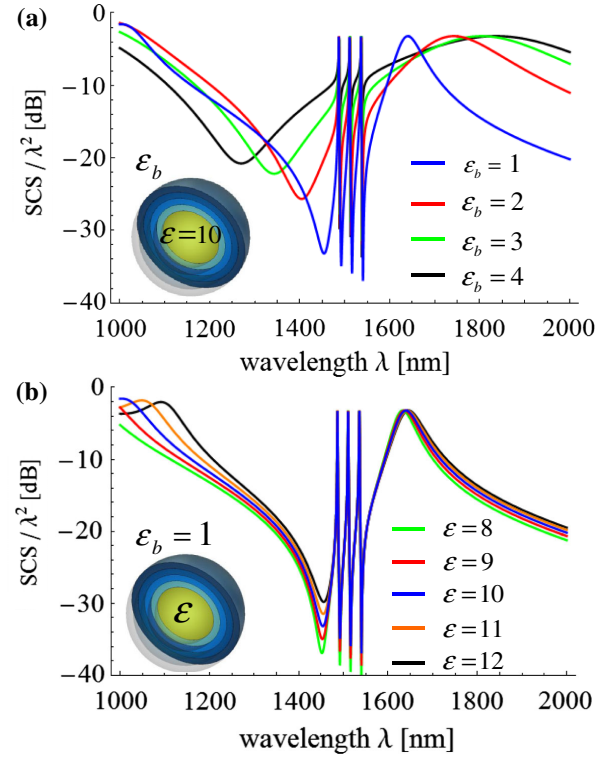 (a)
0
−10
−20
−30
−40
SCS / λ² [dB]
ε_b
ε=10
ε_b = 1
ε_b = 2
ε_b = 3
ε_b = 4
1000 1200 1400 1600 1800 2000
wavelength λ [nm]
(b)
0
−10
−20
−30
−40
SCS / λ² [dB]
ε_b = 1
ε
ε=8
ε=9
ε=10
ε=11
ε=12
1000 1200 1400 1600 1800 2000
wavelength λ [nm]